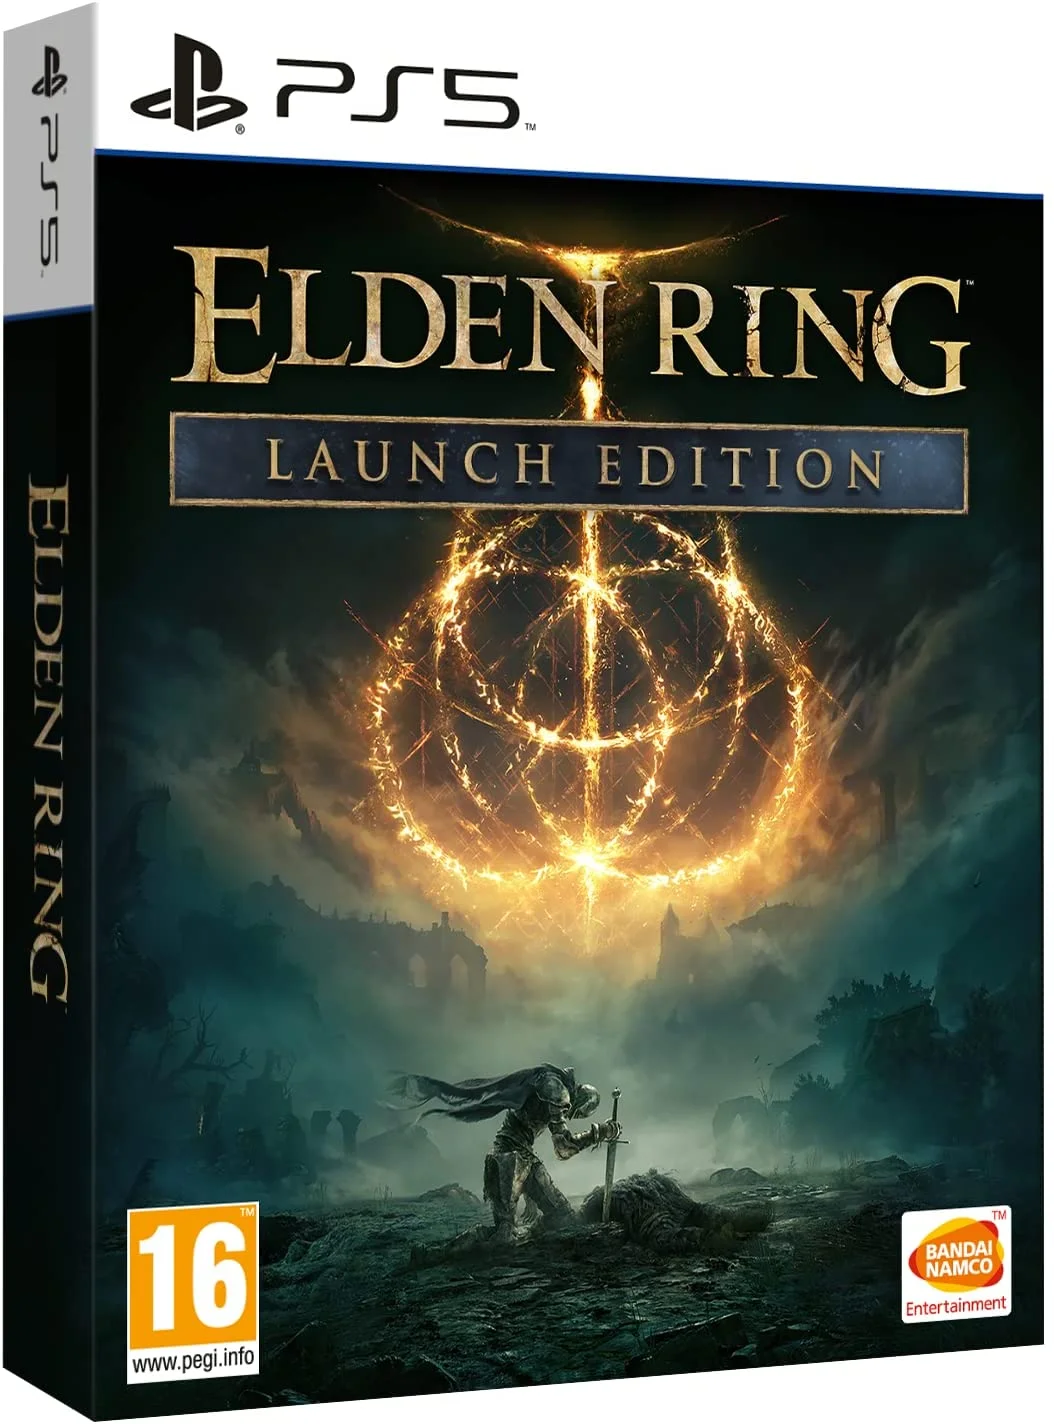 PS5
ELDEN RING
LAUNCH EDITION
16
www.pegi.info
BANDAI
NAMCO
Entertainment
PS5
ELDEN RING